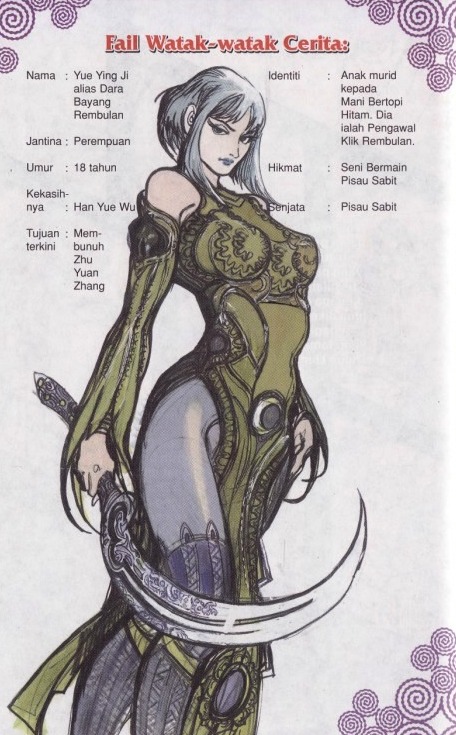 Fail Watak-watak Cerita:
Nama : Yue Ying Ji
alias Dara
Bayang
Rembulan
Jantina : Perempuan
Umur : 18 tahun
Kekasih-
nya : Han Yue Wu
Tujuan : Mem-
terkini bunuh
Zhu
Yuan
Zhang
Identiti : Anak murid
kepada
Mani Bertopi
Hitam. Dia
ialah Pengawal
Klik Rembulan.
Hikmat : Seni Bermain
Pisau Sabit
Senjata : Pisau Sabit